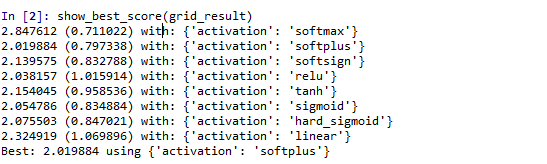 In [2]: show_best_score(grid_result)
2.847612 (0.711022) with: {'activation': 'softmax'}
2.019884 (0.797338) with: {'activation': 'softplus'}
2.139575 (0.832788) with: {'activation': 'softsign'}
2.038157 (1.015914) with: {'activation': 'relu'}
2.154045 (0.958536) with: {'activation': 'tanh'}
2.054786 (0.834884) with: {'activation': 'sigmoid'}
2.075503 (0.847021) with: {'activation': 'hard_sigmoid'}
2.324919 (1.069896) with: {'activation': 'linear'}
Best: 2.019884 using {'activation': 'softplus'}